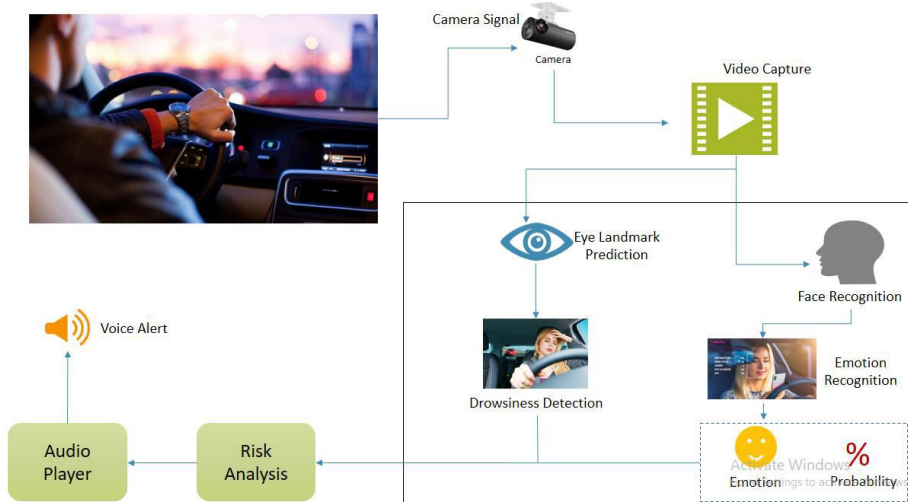 Camera Signal
Camera
Video Capture
Eye Landmark
Prediction
Face Recognition
Voice Alert
Emotion
Recognition
Drowsiness Detection
Audio
Player
Risk
Analysis
%
Activate Windows
Emotion
Probability